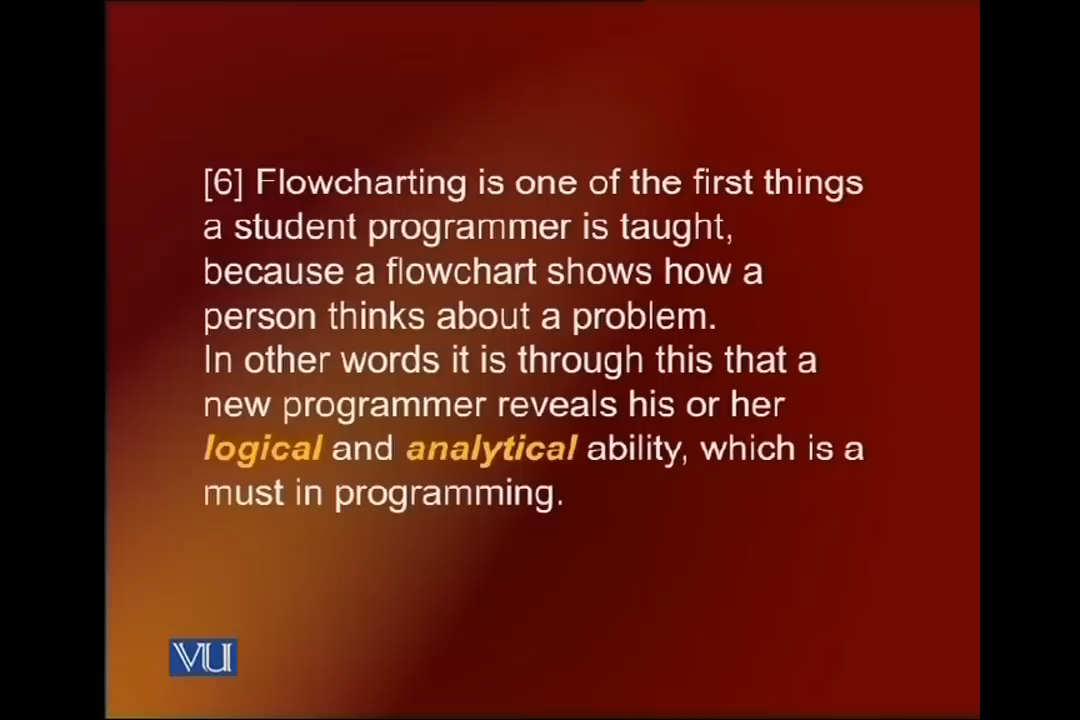 [6] Flowcharting is one of the first things
a student programmer is taught,
because a flowchart shows how a
person thinks about a problem.
In other words it is through this that a
new programmer reveals his or her
logical and analytical ability, which is a
must in programming.
VU